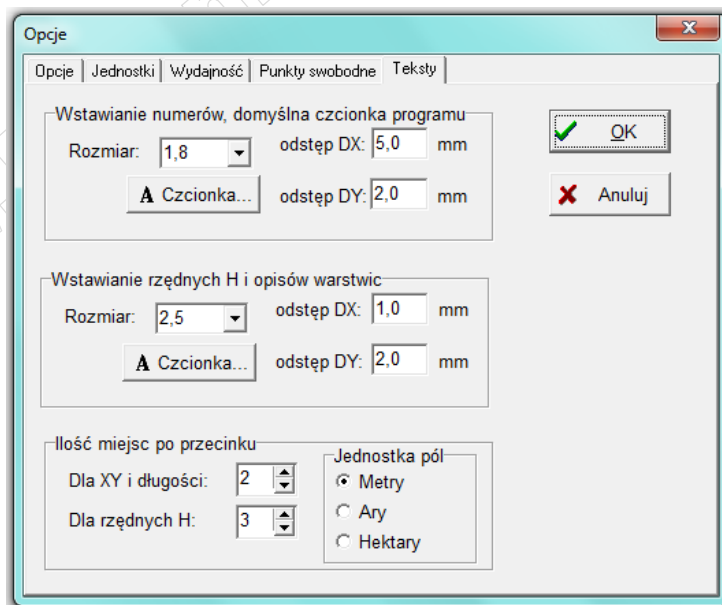 Opcje
Opcje Jednostki Wydajność Punkty swobodne Teksty
Wstawianie numerów, domyślna czcionka programu
Rozmiar: 1,8 odstęp DX: 5,0 mm
A Czcionka... odstęp DY: 2,0 mm
OK
Anuluj
Wstawianie rzędnych H i opisów warstwic
Rozmiar: 2,5 odstęp DX: 1,0 mm
A Czcionka... odstęp DY: 2,0 mm
Ilość miejsc po przecinku
Dla XY i długości: 2
Dla rzędnych H: 3
Jednostka pól
Metry
Ary
Hektary